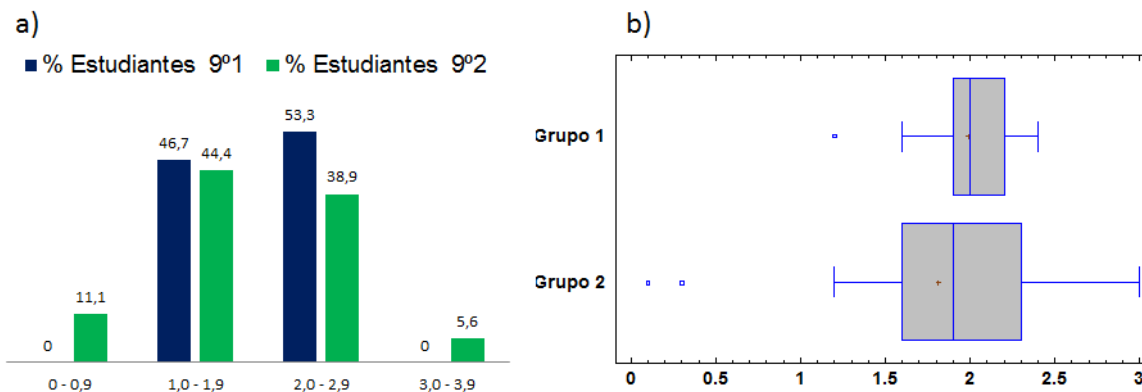 a)
% Estudiantes 9º1 % Estudiantes 9º2
53,3
46,7
44,4
38,9
11,1
5,6
0
0
0 - 0,9 1,0 - 1,9 2,0 - 2,9 3,0 - 3,9
b)
Grupo 1
Grupo 2
0 0.5 1 1.5 2 2.5 3